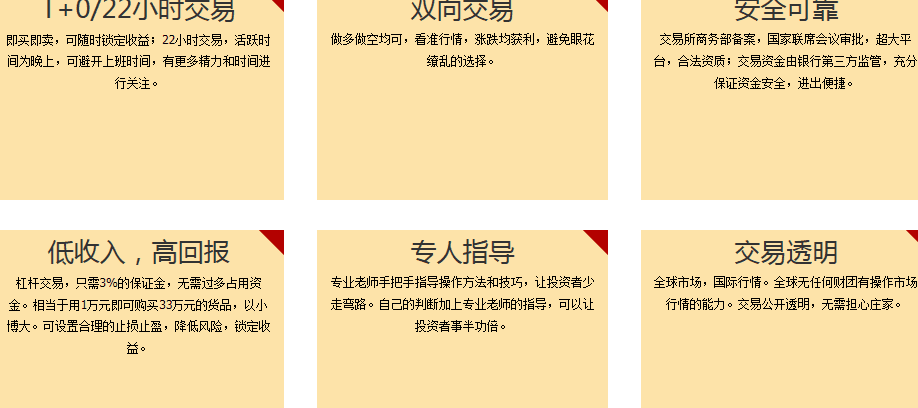 T+0/22小时交易
即买即卖，可随时锁定收益；22小时交易，活跃时
间为晚上，可避开上班时间，有更多精力和时间进
行关注。
双向交易
做多做空均可，看准行情，涨跌均获利，避免眼花
缭乱的选择。
安全可靠
交易所商务部备案，国家联席会议审批，超大平
台，合法资质；交易资金由银行第三方监管，充分
保证资金安全，进出便捷。
低收入，高回报
杠杆交易，只需3%的保证金，无需过多占用资
金。相当于用1万元即可购买33万元的货品，以小
博大。可设置合理的止损止盈，降低风险，锁定收
益。
专人指导
专业老师手把手指导操作方法和技巧，让投资者少
走弯路。自己的判断加上专业老师的指导，可以让
投资者事半功倍。
交易透明
全球市场，国际行情。全球无任何财团有操作市场
行情的能力。交易公开透明，无需担心庄家。